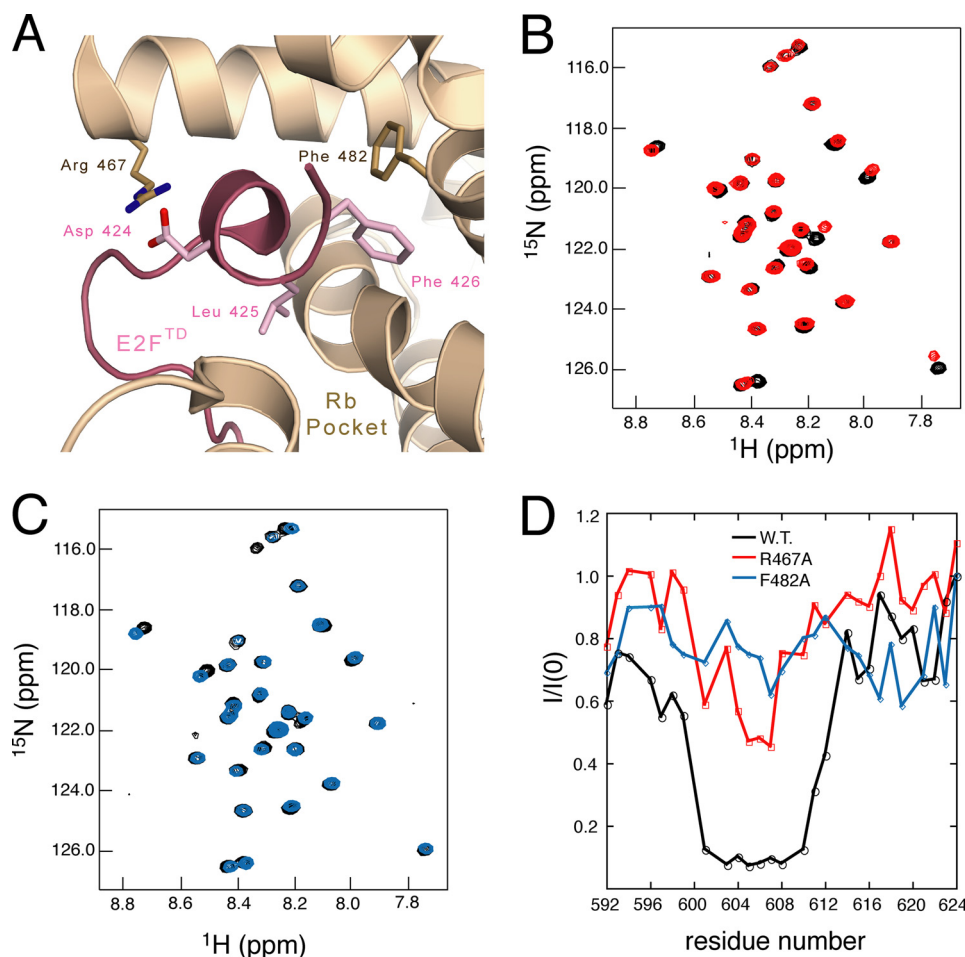 A
Arg 467
Phe 482
Asp 424
Phe 426
Leu 425
E2F^TD
Rb
Pocket
B
116.0
118.0
120.0
122.0
124.0
126.0
15N (ppm)
8.8 8.6 8.4 8.2 8.0 7.8
1H (ppm)
C
116.0
118.0
120.0
122.0
124.0
126.0
15N (ppm)
8.8 8.6 8.4 8.2 8.0 7.8
1H (ppm)
D
W.T.
R467A
F482A
1.2
1.0
0.8
0.6
0.4
0.2
I/I(0)
592 596 600 604 608 612 616 620 624
residue number